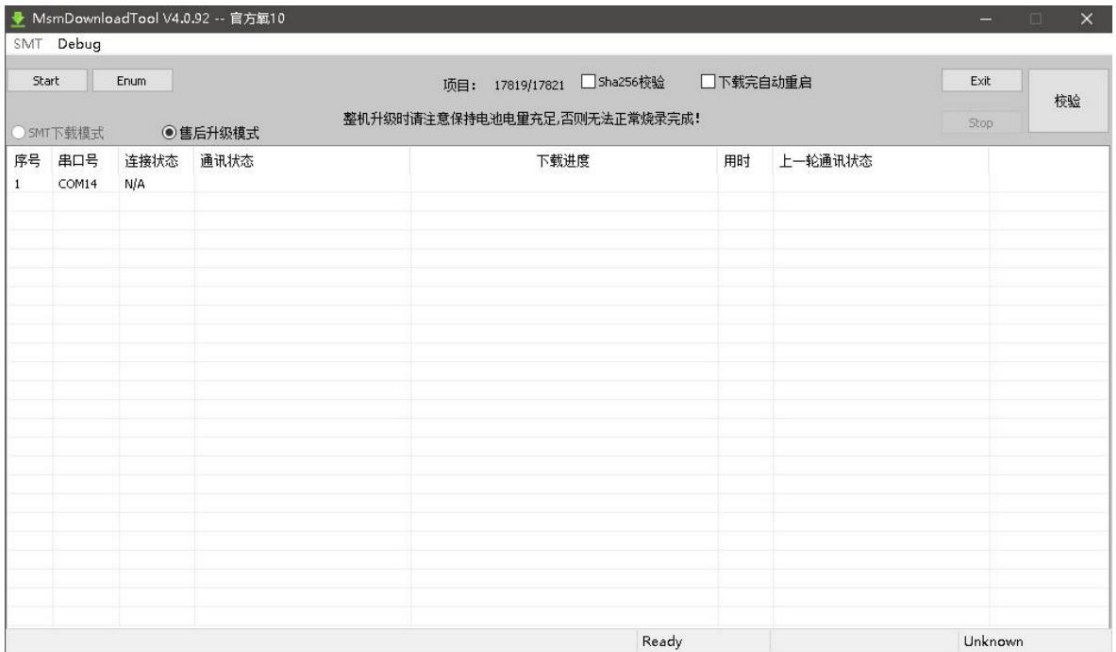 MsmDownloadTool V4.0.92 -- 官方氧10
SMT Debug
Start Enum 项目： 17819/17821 Sha256校验 下载完自动重启 Exit 校验
SMT下载模式 售后升级模式 整机升级时请注意保持电池电量充足,否则无法正常烧录完成! Stop
序号 串口号 连接状态 通讯状态 下载进度 用时 上一轮通讯状态
1 COM14 N/A
Ready Unknown